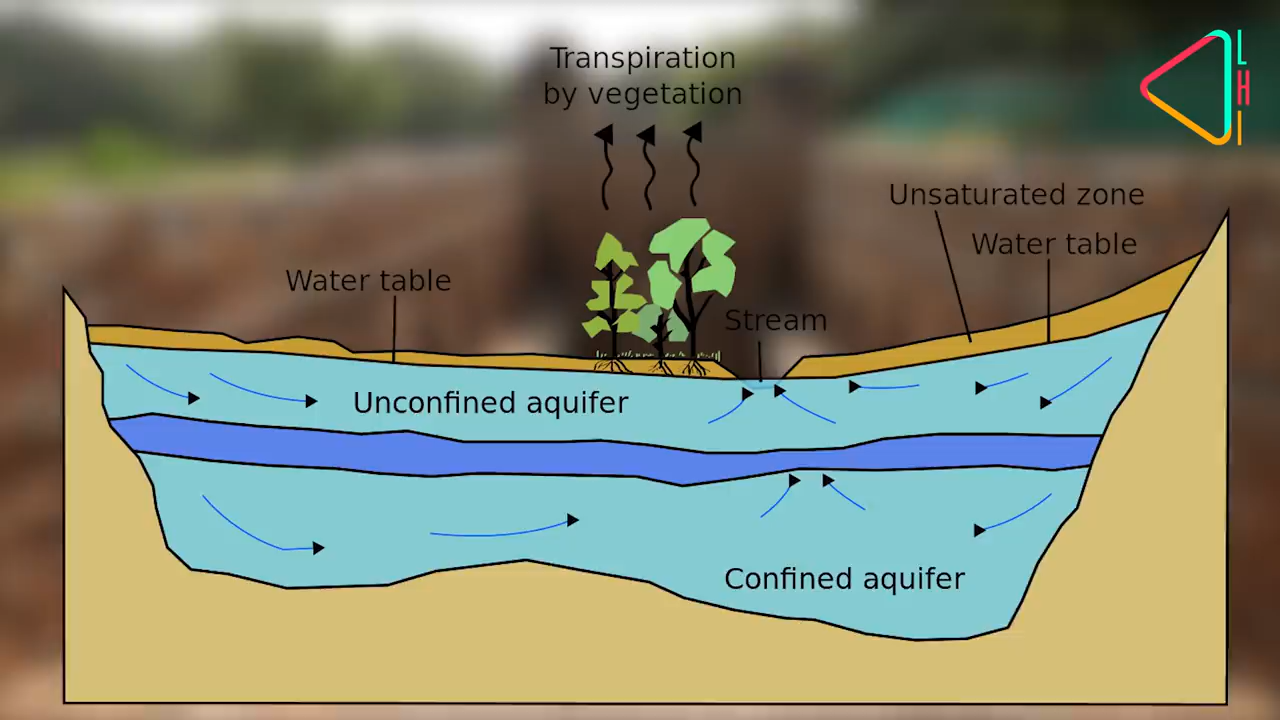 Transpiration
by vegetation
LHI
Unsaturated zone
Water table
Water table
Stream
Unconfined aquifer
Confined aquifer